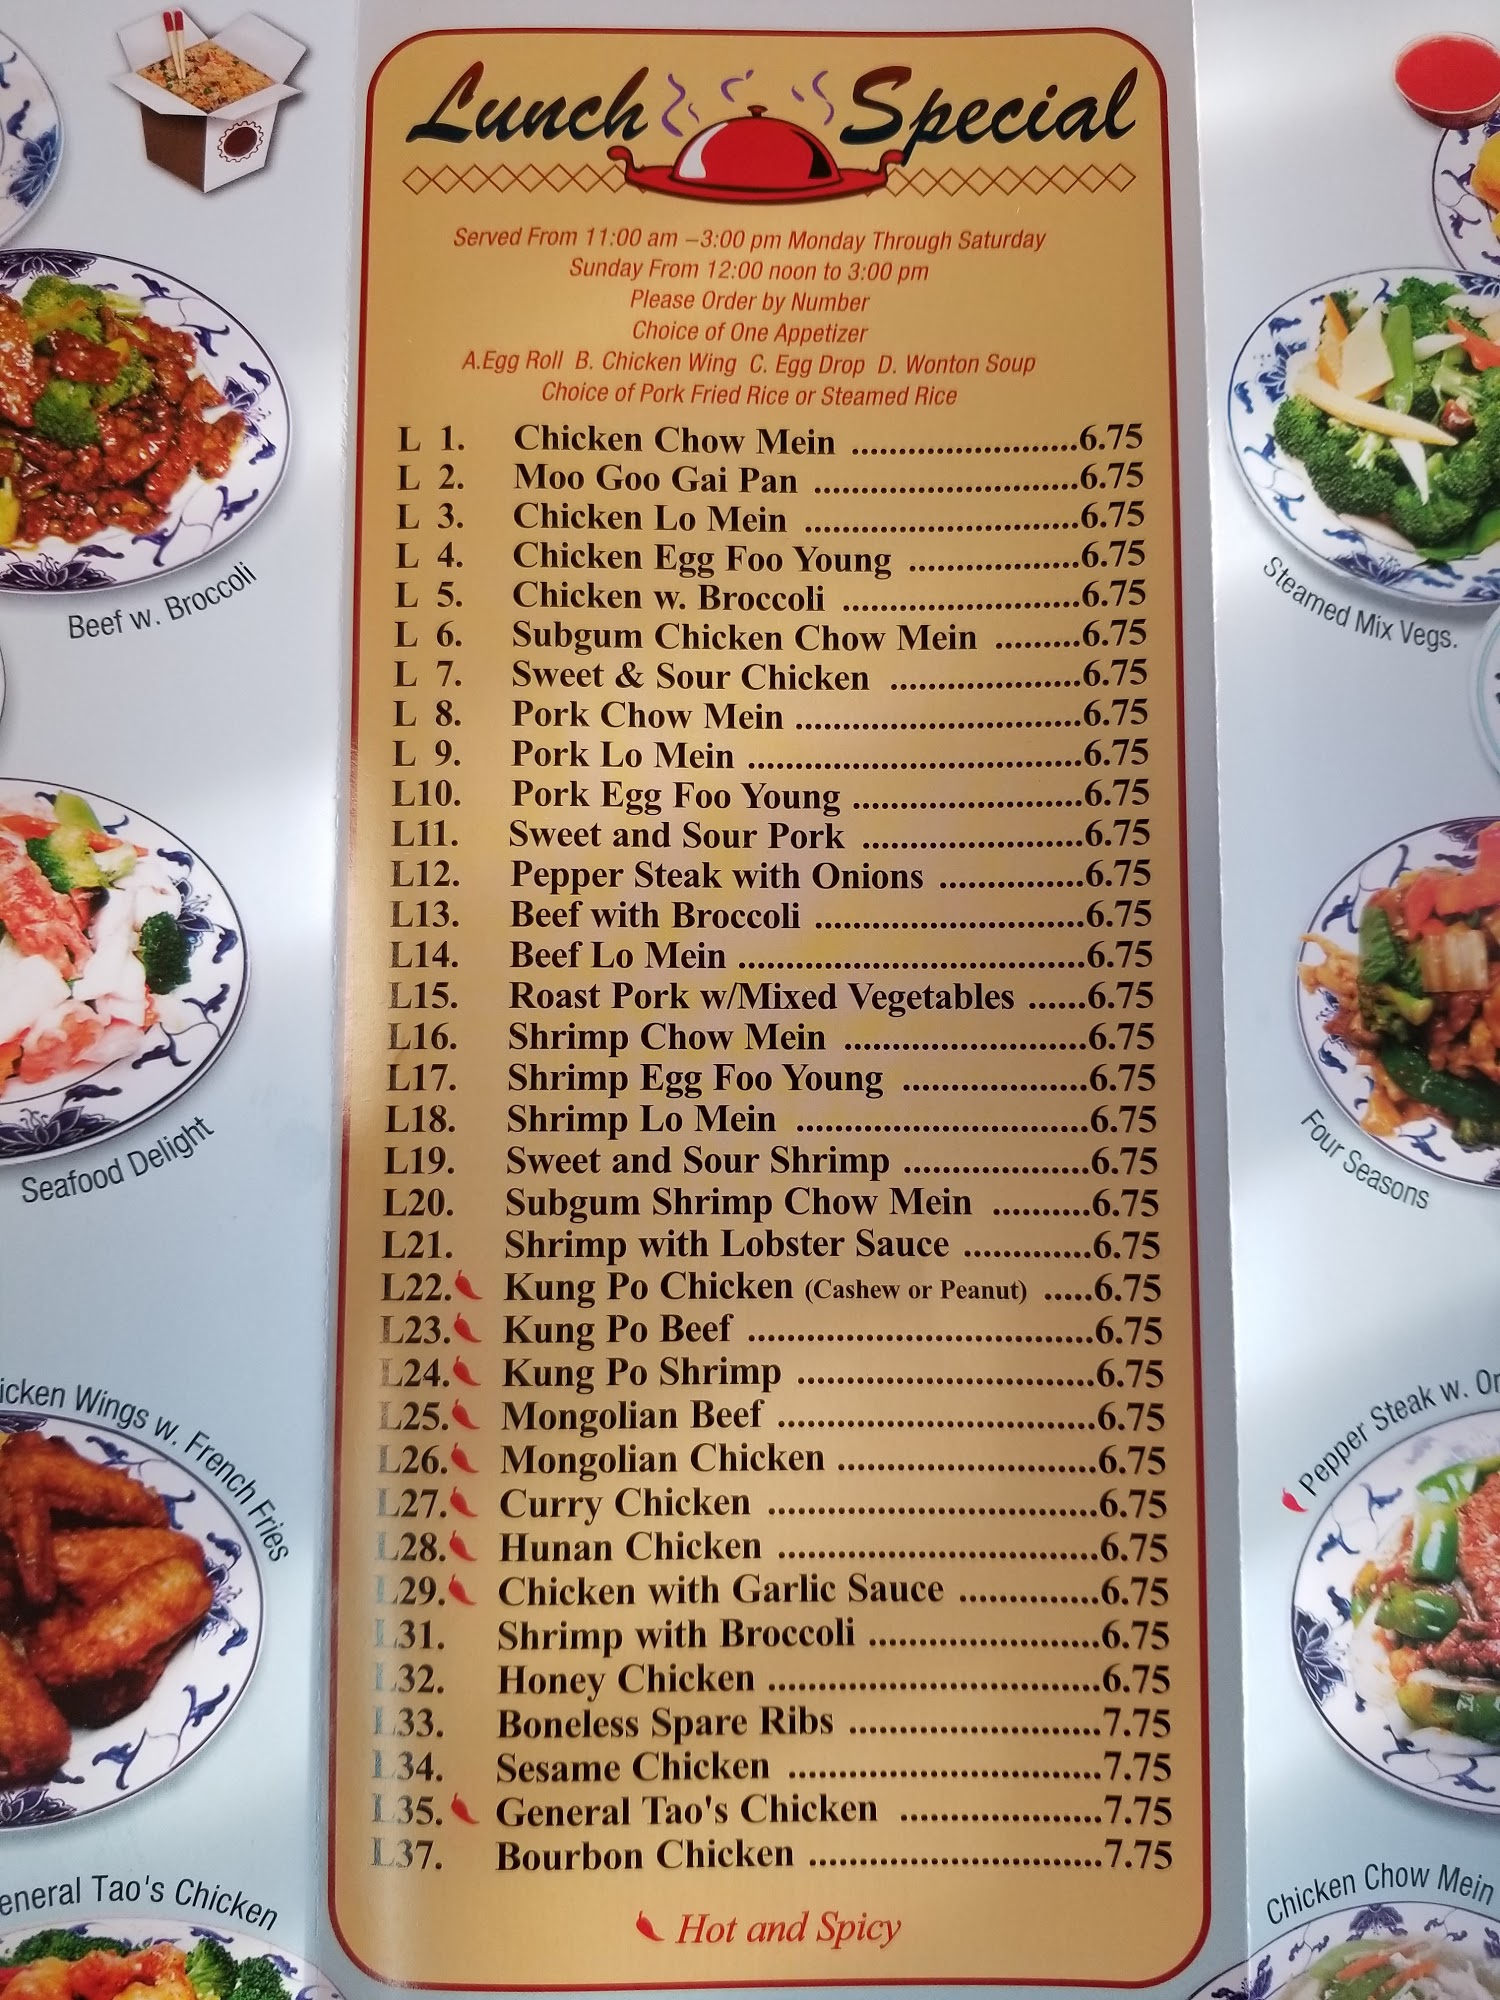 Lunch Special
Served From 11:00 am –3:00 pm Monday Through Saturday
Sunday From 12:00 noon to 3:00 pm
Please Order by Number
Choice of One Appetizer
A.Egg Roll B. Chicken Wing C. Egg Drop D. Wonton Soup
Choice of Pork Fried Rice or Steamed Rice
L 1. Chicken Chow Mein .......................6.75
L 2. Moo Goo Gai Pan ...........................6.75
L 3. Chicken Lo Mein ............................6.75
L 4. Chicken Egg Foo Young .................6.75
L 5. Chicken w. Broccoli ........................6.75
L 6. Subgum Chicken Chow Mein .........6.75
L 7. Sweet & Sour Chicken ....................6.75
L 8. Pork Chow Mein .............................6.75
L 9. Pork Lo Mein ..................................6.75
L10. Pork Egg Foo Young .......................6.75
L11. Sweet and Sour Pork ......................6.75
L12. Pepper Steak with Onions ...............6.75
L13. Beef with Broccoli ...........................6.75
L14. Beef Lo Mein ...................................6.75
L15. Roast Pork w/Mixed Vegetables ......6.75
L16. Shrimp Chow Mein ........................6.75
L17. Shrimp Egg Foo Young ...................6.75
L18. Shrimp Lo Mein .............................6.75
L19. Sweet and Sour Shrimp ...................6.75
L20. Subgum Shrimp Chow Mein ..........6.75
L21. Shrimp with Lobster Sauce .............6.75
L22. Kung Po Chicken (Cashew or Peanut) .....6.75
L23. Kung Po Beef ...................................6.75
L24. Kung Po Shrimp ..............................6.75
L25. Mongolian Beef ................................6.75
L26. Mongolian Chicken ..........................6.75
L27. Curry Chicken .................................6.75
L28. Hunan Chicken ................................6.75
L29. Chicken with Garlic Sauce ..............6.75
L31. Shrimp with Broccoli .......................6.75
L32. Honey Chicken .................................6.75
L33. Boneless Spare Ribs .........................7.75
L34. Sesame Chicken ...............................7.75
L35. General Tao's Chicken ....................7.75
L37. Bourbon Chicken .............................7.75
Hot and Spicy
Beef w. Broccoli
Seafood Delight
Wings w. French Fries
Tao's Chicken
Steamed Mix Vegs.
Four Seasons
Pepper Steak w.
Chicken Chow Mein